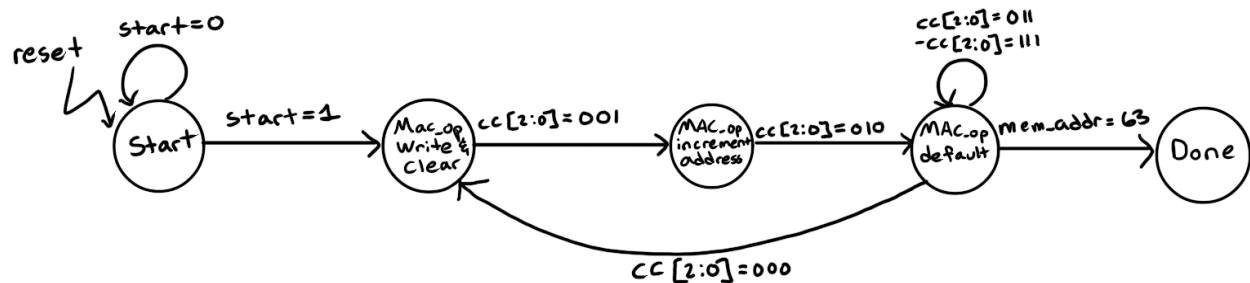 start=0
reset
Start
start=1
Mac_op
Write &
Clear
cc[2:0]=001
MAC_op
increment
address
cc[2:0]=010
cc[2:0]=011
-cc[2:0]=111
MAC_op
default
mem_addr=63
Done
CC[2:0]=000